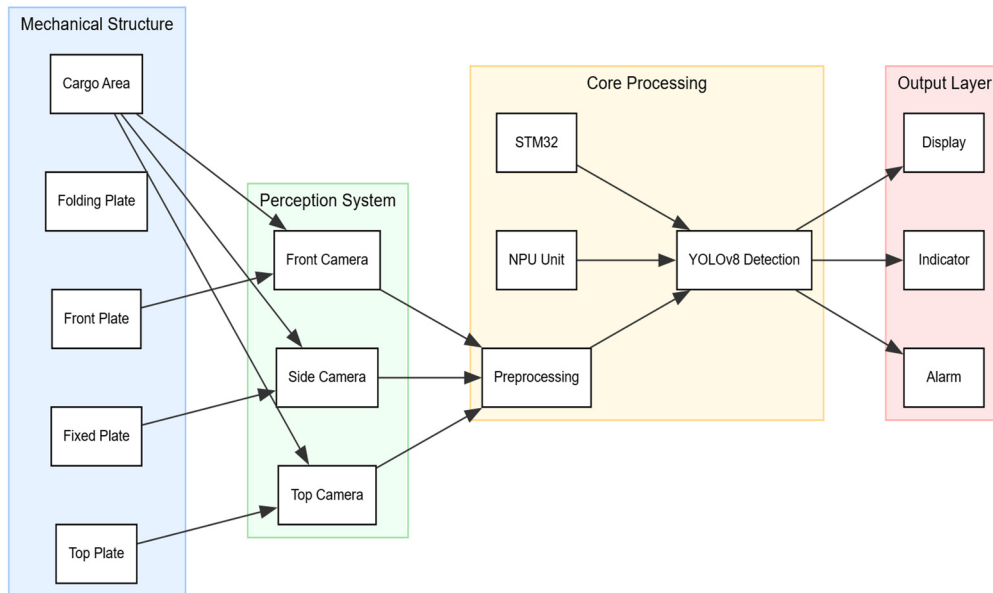 Mechanical Structure
Cargo Area
Folding Plate
Front Plate
Fixed Plate
Top Plate
Perception System
Front Camera
Side Camera
Top Camera
Core Processing
STM32
NPU Unit
Preprocessing
YOLOv8 Detection
Output Layer
Display
Indicator
Alarm